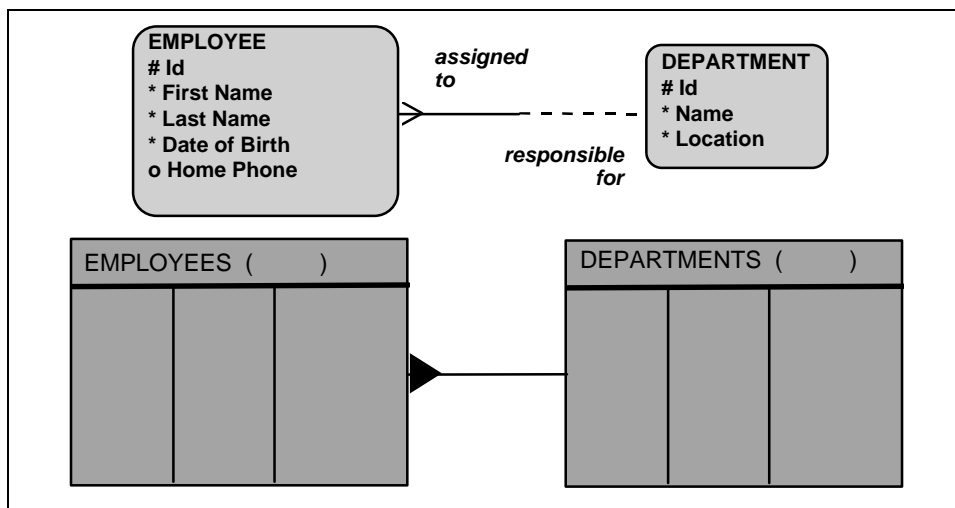 EMPLOYEE
# Id
* First Name
* Last Name
* Date of Birth
o Home Phone
assigned
to
responsible
for
DEPARTMENT
# Id
* Name
* Location
EMPLOYEES (       )
DEPARTMENTS (       )